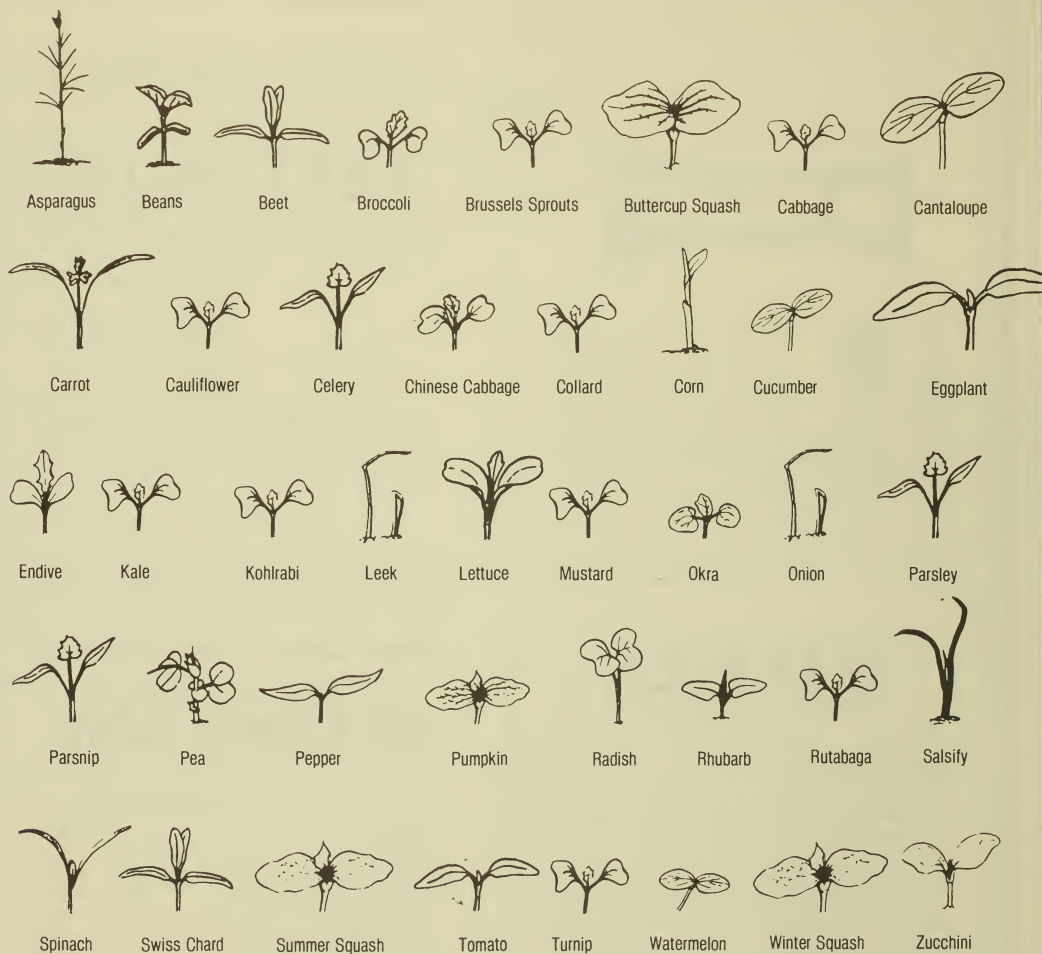 Asparagus Beans Beet Broccoli Brussels Sprouts Buttercup Squash Cabbage Cantaloupe
Carrot Cauliflower Celery Chinese Cabbage Collard Corn Cucumber Eggplant
Endive Kale Kohlrabi Leek Lettuce Mustard Okra Onion Parsley
Parsnip Pea Pepper Pumpkin Radish Rhubarb Rutabaga Salsify
Spinach Swiss Chard Summer Squash Tomato Turnip Watermelon Winter Squash Zucchini